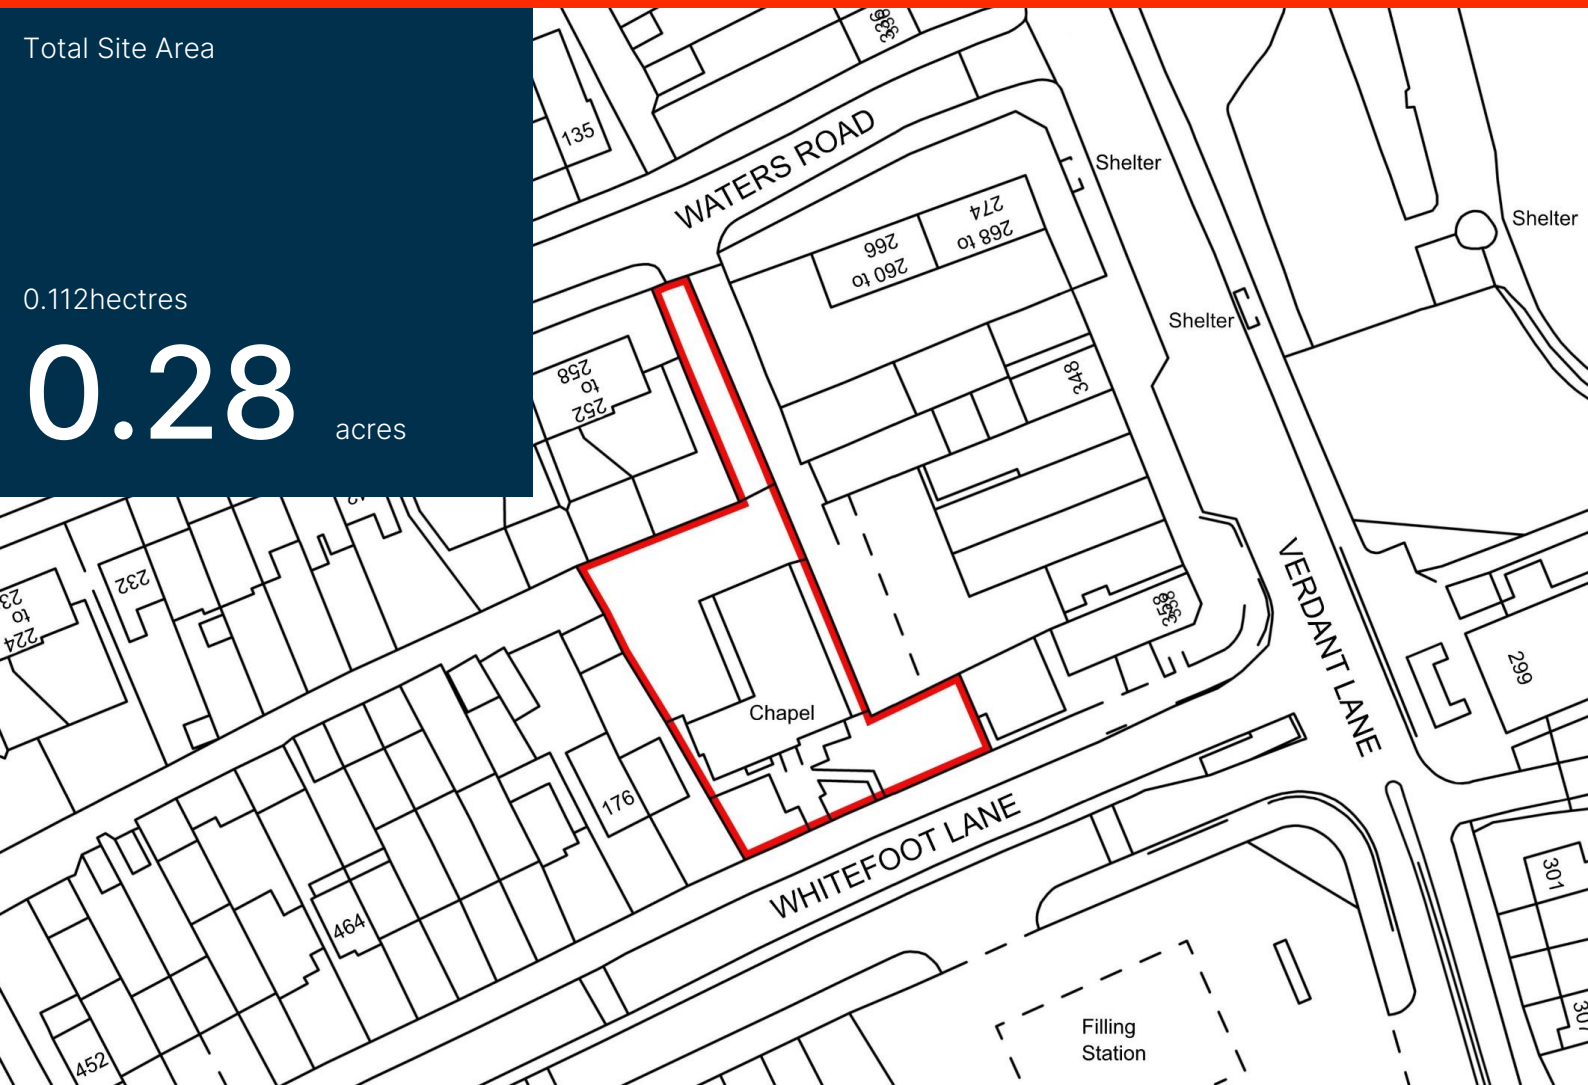 Total Site Area
0.112hectres
0.28 acres
135
WATERS ROAD
Shelter
Shelter
Shelter
268 to
274
260 to
266
252
to
258
348
232
224
to
Chapel
176
358
VERDANT LANE
299
WHITEFOOT LANE
464
452
301
307
Filling
Station